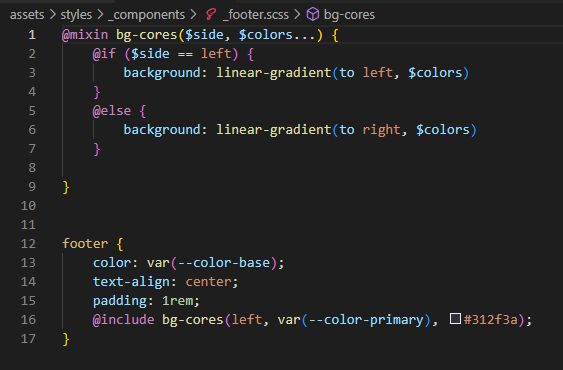 assets > styles > _components > _footer.scss > bg-cores
1 @mixin bg-cores($side, $colors...) {
2     @if ($side == left) {
3         background: linear-gradient(to left, $colors)
4     }
5     @else {
6         background: linear-gradient(to right, $colors)
7     }
8
9 }
10
11
12 footer {
13     color: var(--color-base);
14     text-align: center;
15     padding: 1rem;
16     @include bg-cores(left, var(--color-primary), #312f3a);
17 }